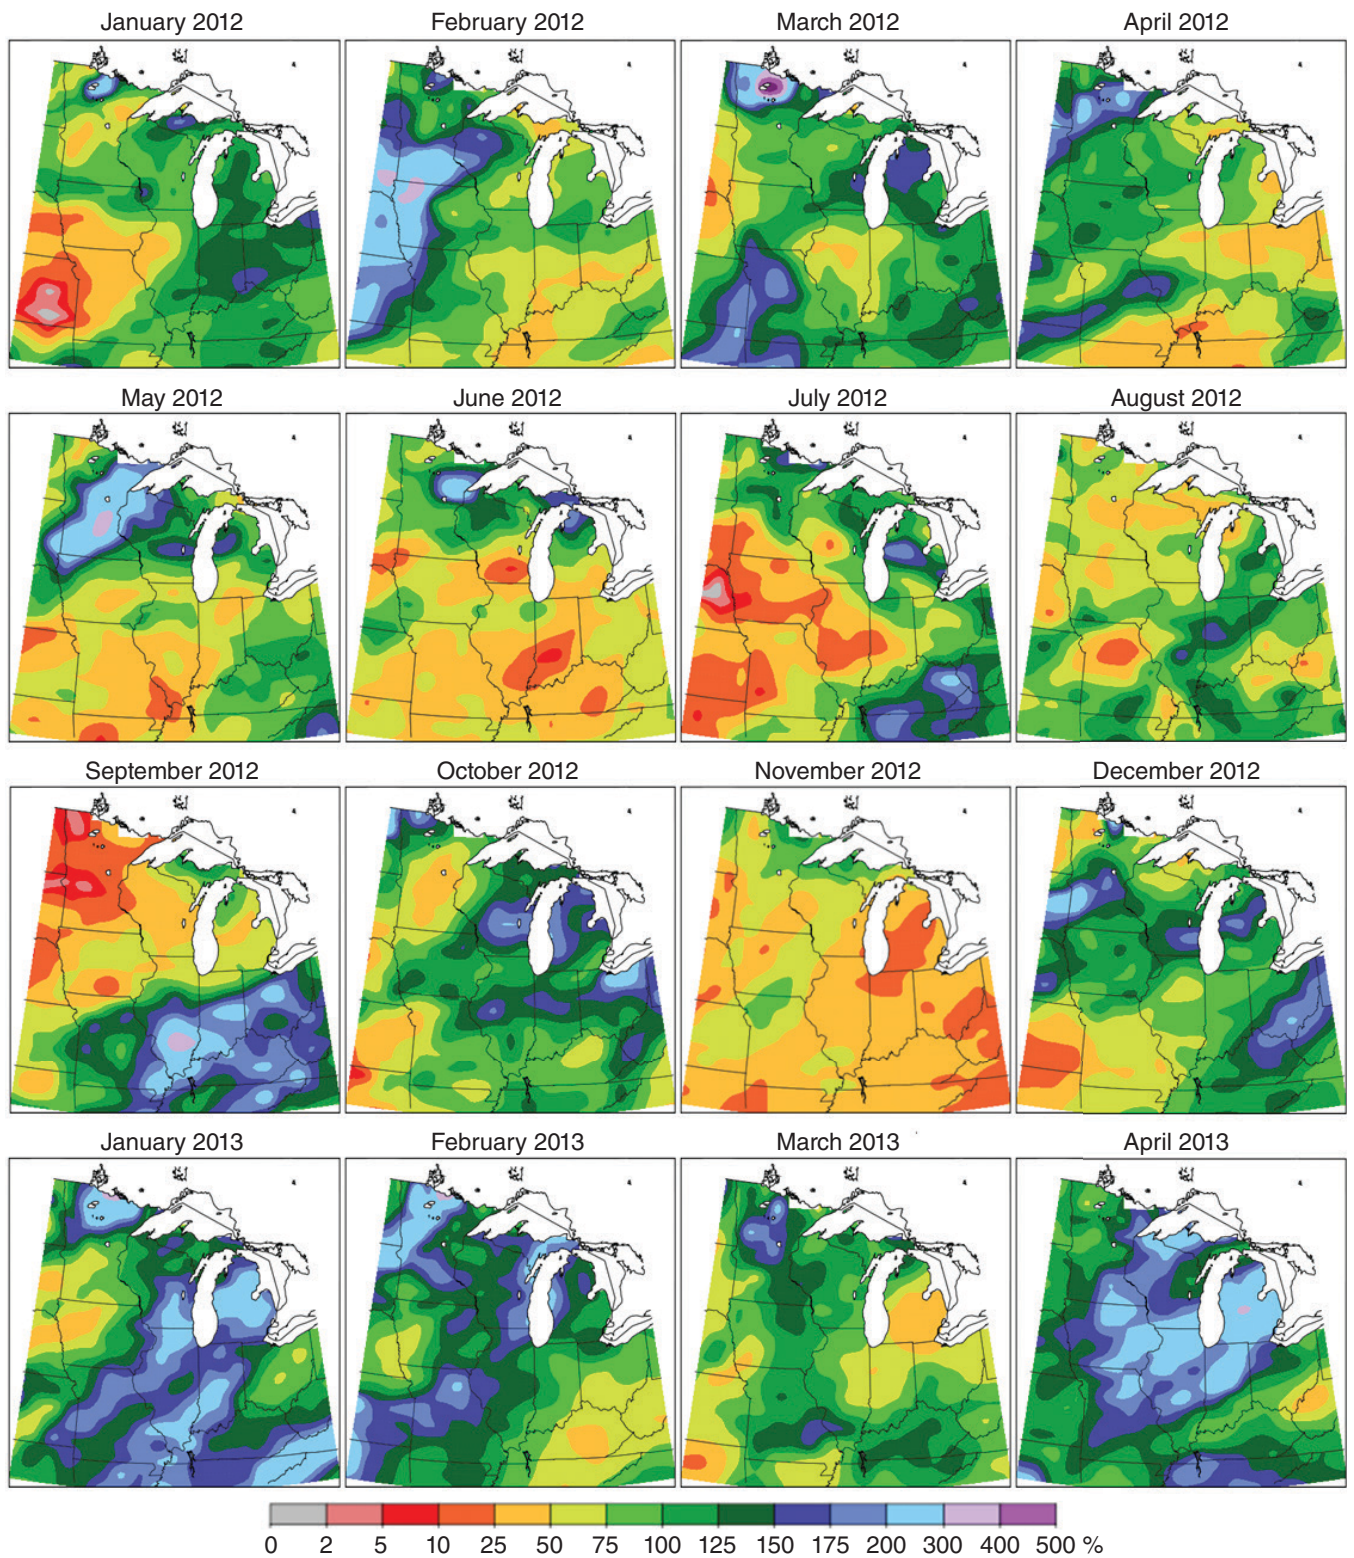 January 2012 February 2012 March 2012 April 2012
May 2012 June 2012 July 2012 August 2012
September 2012 October 2012 November 2012 December 2012
January 2013 February 2013 March 2013 April 2013
0 2 5 10 25 50 75 100 125 150 175 200 300 400 500 %